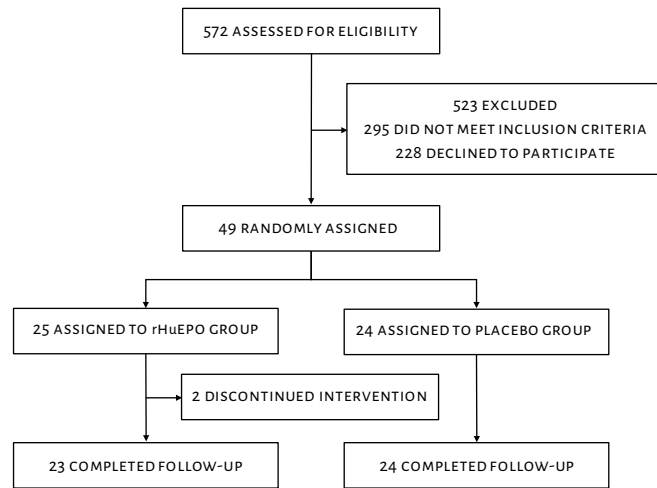 572 ASSESSED FOR ELIGIBILITY
523 EXCLUDED
295 DID NOT MEET INCLUSION CRITERIA
228 DECLINED TO PARTICIPATE
49 RANDOMLY ASSIGNED
25 ASSIGNED TO rHuEPO GROUP
24 ASSIGNED TO PLACEBO GROUP
2 DISCONTINUED INTERVENTION
23 COMPLETED FOLLOW-UP
24 COMPLETED FOLLOW-UP